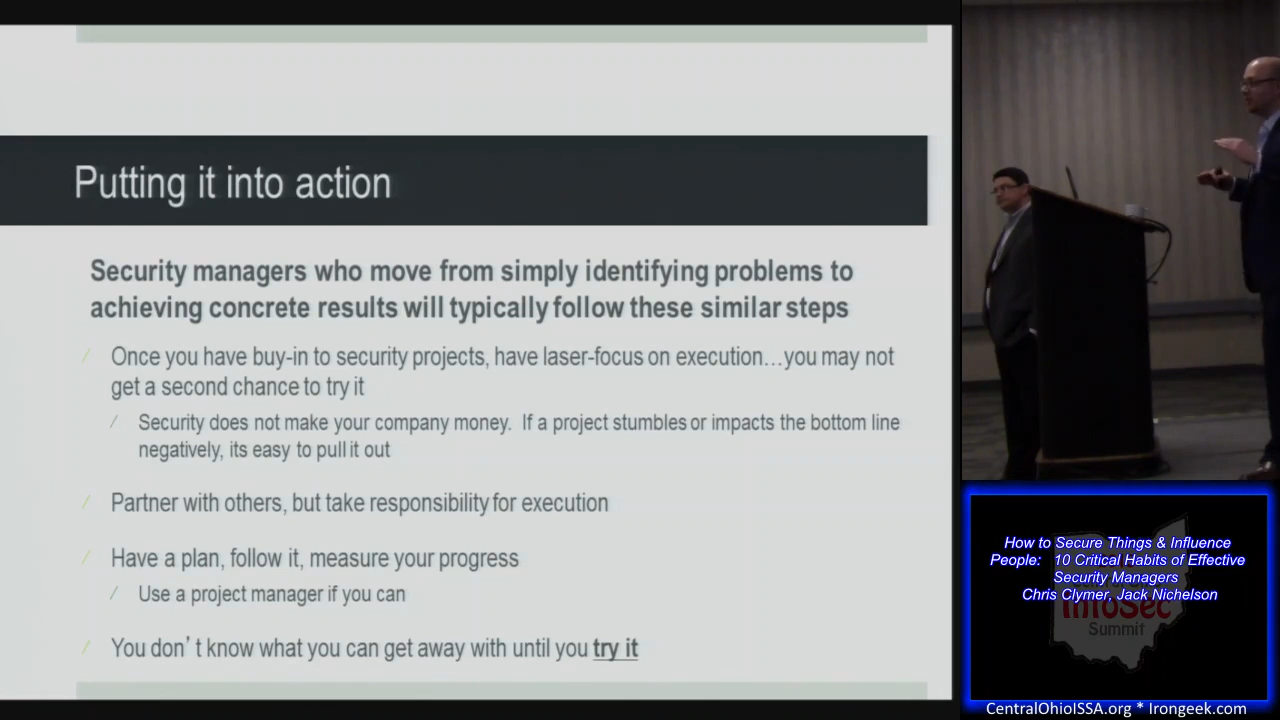 Putting it into action
Security managers who move from simply identifying problems to
achieving concrete results will typically follow these similar steps
Once you have buy-in to security projects, have laser-focus on execution…you may not
get a second chance to try it
Security does not make your company money.  If a project stumbles or impacts the bottom line
negatively, its easy to pull it out
Partner with others, but take responsibility for execution
Have a plan, follow it, measure your progress
Use a project manager if you can
You don’t know what you can get away with until you try it
How to Secure Things & Influence
People:   10 Critical Habits of Effective
Security Managers
Chris Clymer, Jack Nichelson
InfoSec
Summit
CentralOhioISSA.org * Irongeek.com